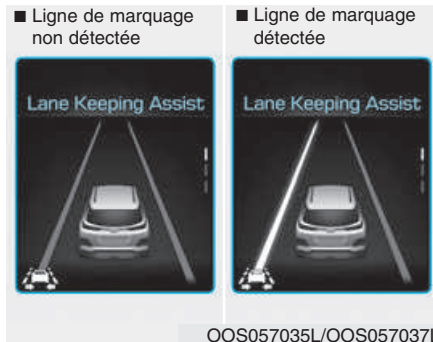 ■ Ligne de marquage
non détectée
Lane Keeping Assist
■ Ligne de marquage
détectée
Lane Keeping Assist
OOS057035L/OOS057037L